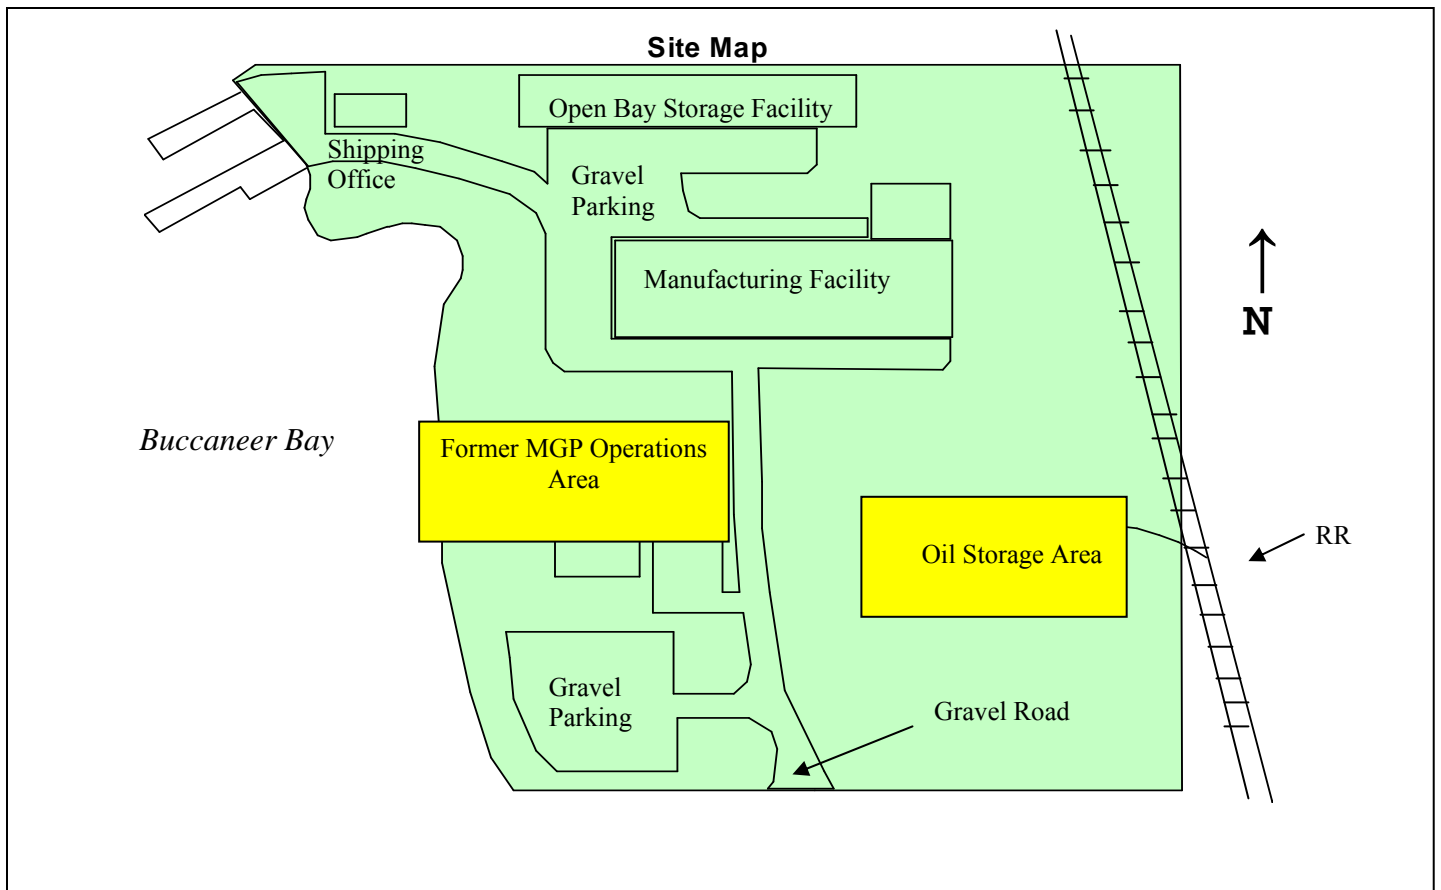 Site Map
Open Bay Storage Facility
Shipping
Office
Gravel
Parking
Manufacturing Facility
N
Buccaneer Bay
Former MGP Operations
Area
Oil Storage Area
RR
Gravel
Parking
Gravel Road